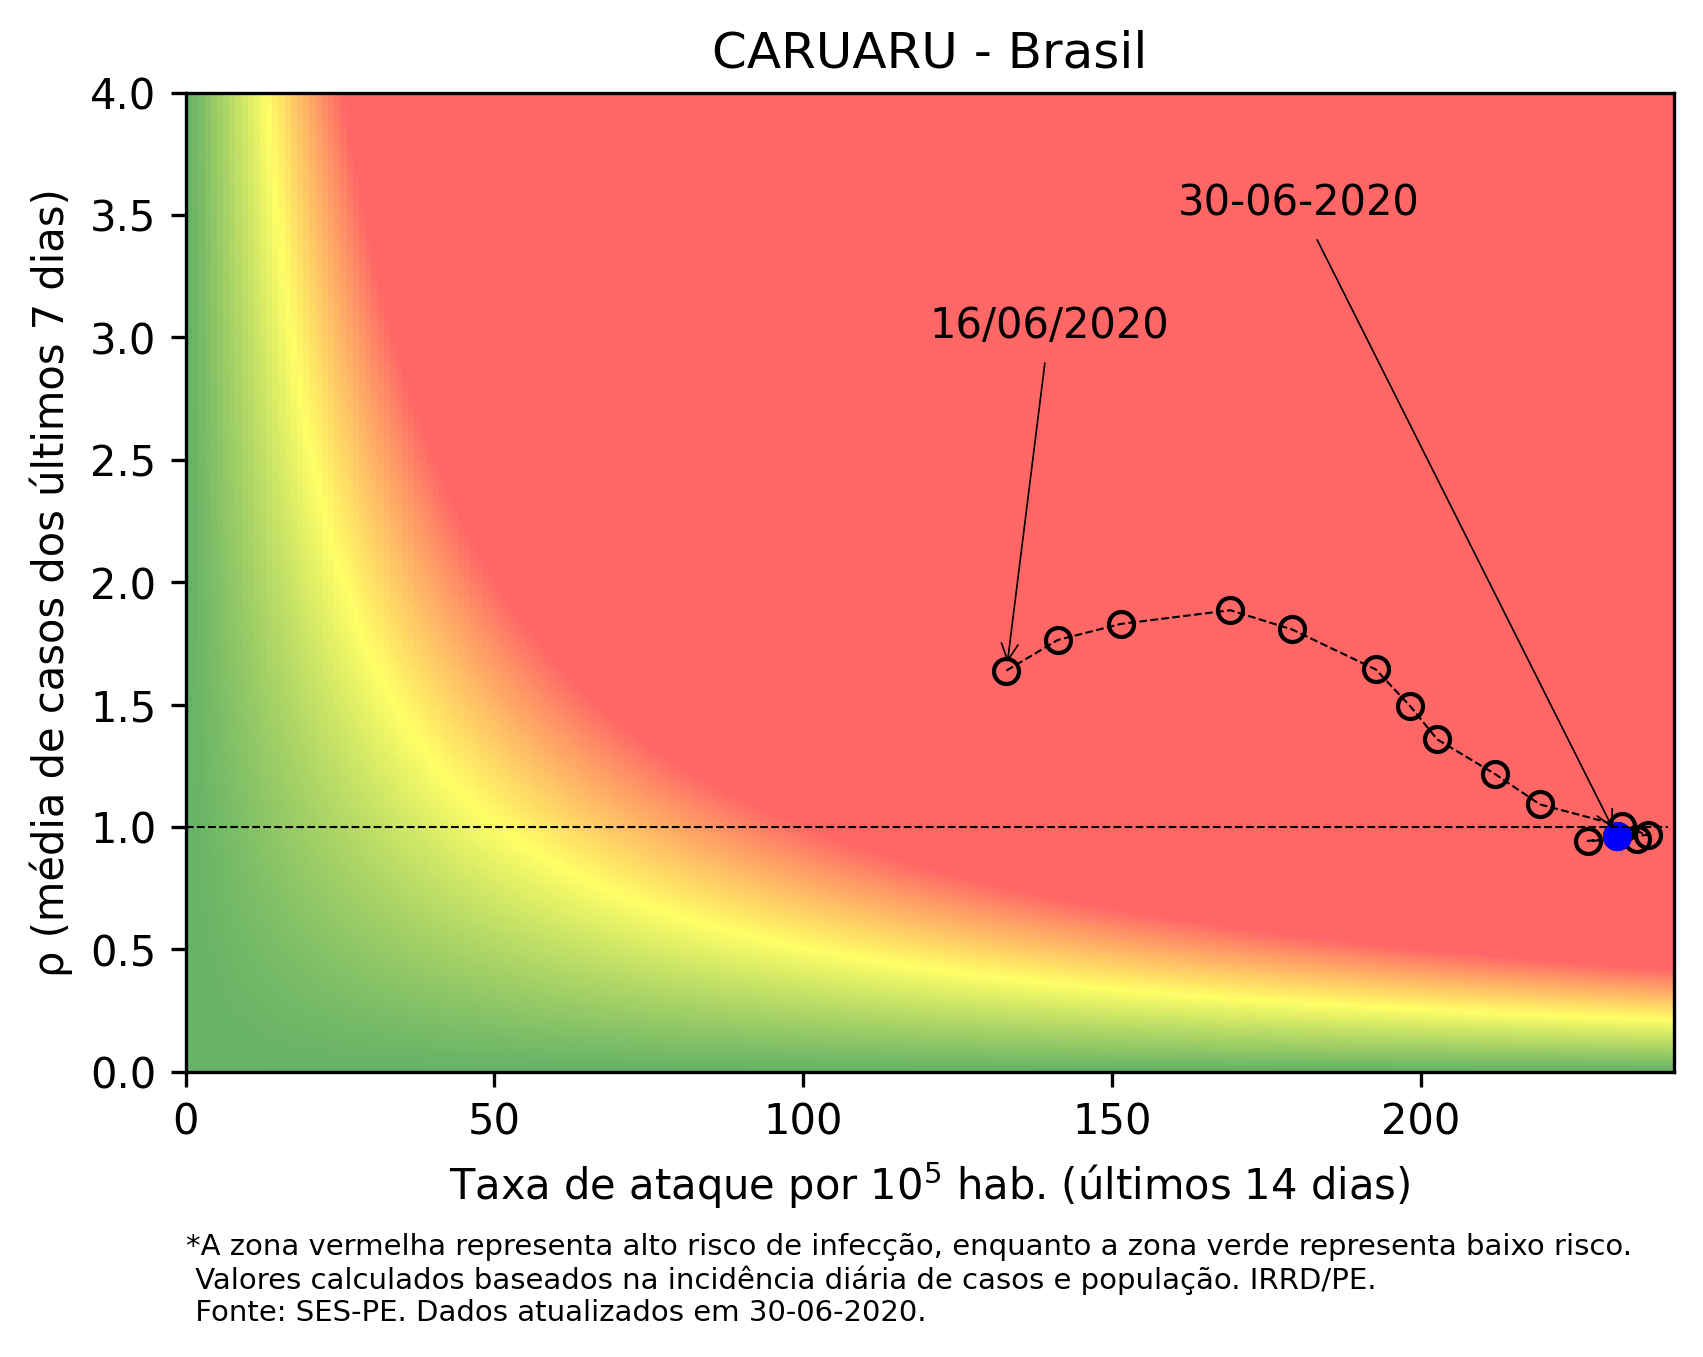 CARUARU - Brasil
4.0
3.5
3.0
2.5
2.0
1.5
1.0
0.5
0.0
ρ (média de casos dos últimos 7 dias)
30-06-2020
16/06/2020
0 50 100 150 200
Taxa de ataque por 10⁵ hab. (últimos 14 dias)
*A zona vermelha representa alto risco de infecção, enquanto a zona verde representa baixo risco.
Valores calculados baseados na incidência diária de casos e população. IRRD/PE.
Fonte: SES-PE. Dados atualizados em 30-06-2020.